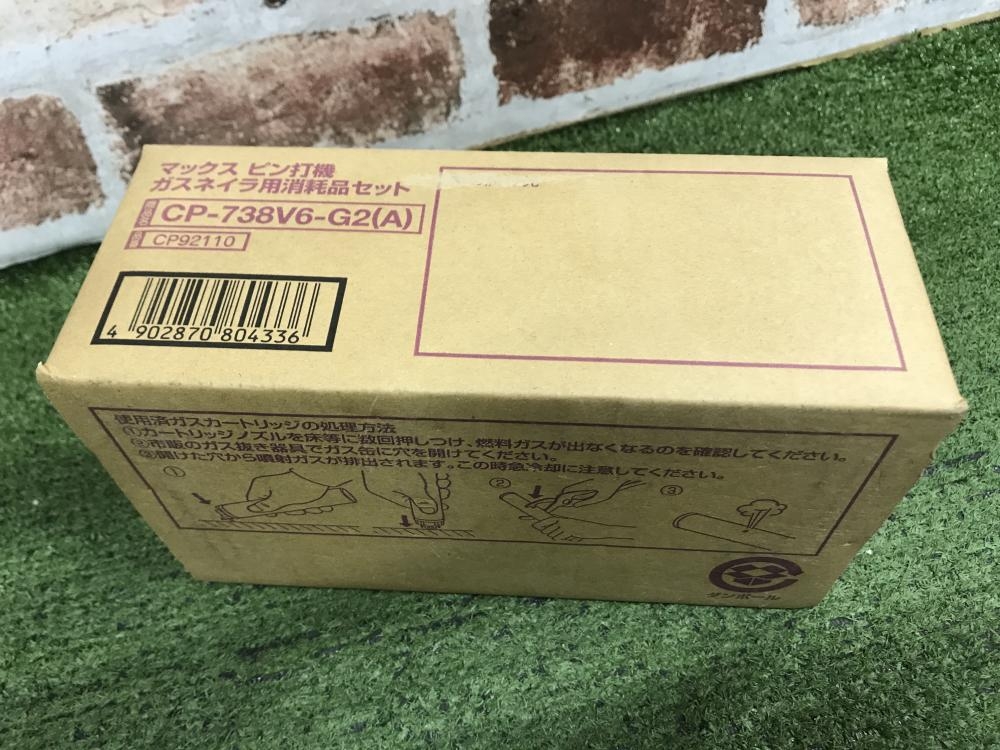 マックス ピン打機
ガスネイラ用消耗品セット
CP-738V6-G2(A)
CP92110
4 902870 804336
使用済ガスカートリッジの処理方法
①カートリッジノズルを床等に数回押しつけ、燃料ガスが出なくなるのを確認してください。
②市販のガス抜き器具でガス缶に穴を開けてください。
③開けた穴から噴射ガスが排出されます。この時急冷却に注意してください。
① ② ③
ダンボール